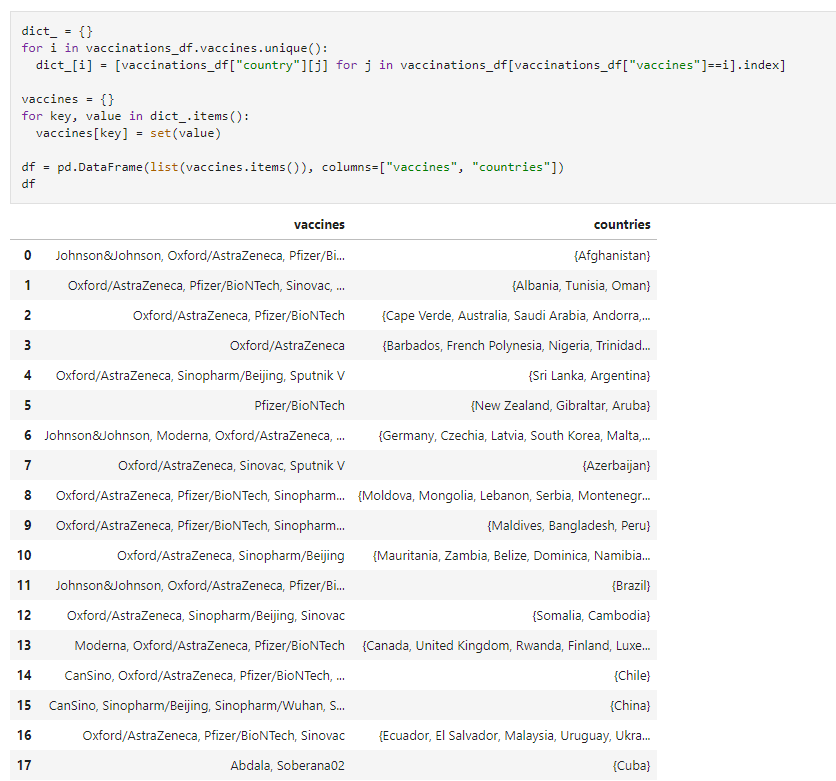 dict_ = {}
for i in vaccinations_df.vaccines.unique():
  dict_[i] = [vaccinations_df["country"][j] for j in vaccinations_df[vaccinations_df["vaccines"]==i].index]
vaccines = {}
for key, value in dict_.items():
  vaccines[key] = set(value)
df = pd.DataFrame(list(vaccines.items()), columns=["vaccines", "countries"])
df
vaccines countries
0 Johnson&Johnson, Oxford/AstraZeneca, Pfizer/Bi... {Afghanistan}
1 Oxford/AstraZeneca, Pfizer/BioNTech, Sinovac, ... {Albania, Tunisia, Oman}
2 Oxford/AstraZeneca, Pfizer/BioNTech {Cape Verde, Australia, Saudi Arabia, Andorra,...
3 Oxford/AstraZeneca {Barbados, French Polynesia, Nigeria, Trinidad...
4 Oxford/AstraZeneca, Sinopharm/Beijing, Sputnik V {Sri Lanka, Argentina}
5 Pfizer/BioNTech {New Zealand, Gibraltar, Aruba}
6 Johnson&Johnson, Moderna, Oxford/AstraZeneca, ... {Germany, Czechia, Latvia, South Korea, Malta,...
7 Oxford/AstraZeneca, Sinovac, Sputnik V {Azerbaijan}
8 Oxford/AstraZeneca, Pfizer/BioNTech, Sinopharm... {Moldova, Mongolia, Lebanon, Serbia, Montenegr...
9 Oxford/AstraZeneca, Pfizer/BioNTech, Sinopharm... {Maldives, Bangladesh, Peru}
10 Oxford/AstraZeneca, Sinopharm/Beijing {Mauritania, Zambia, Belize, Dominica, Namibia...
11 Johnson&Johnson, Oxford/AstraZeneca, Pfizer/Bi... {Brazil}
12 Oxford/AstraZeneca, Sinopharm/Beijing, Sinovac {Somalia, Cambodia}
13 Moderna, Oxford/AstraZeneca, Pfizer/BioNTech {Canada, United Kingdom, Rwanda, Finland, Luxe...
14 CanSino, Oxford/AstraZeneca, Pfizer/BioNTech, ... {Chile}
15 CanSino, Sinopharm/Beijing, Sinopharm/Wuhan, S... {China}
16 Oxford/AstraZeneca, Pfizer/BioNTech, Sinovac {Ecuador, El Salvador, Malaysia, Uruguay, Ukra...
17 Abdala, Soberana02 {Cuba}